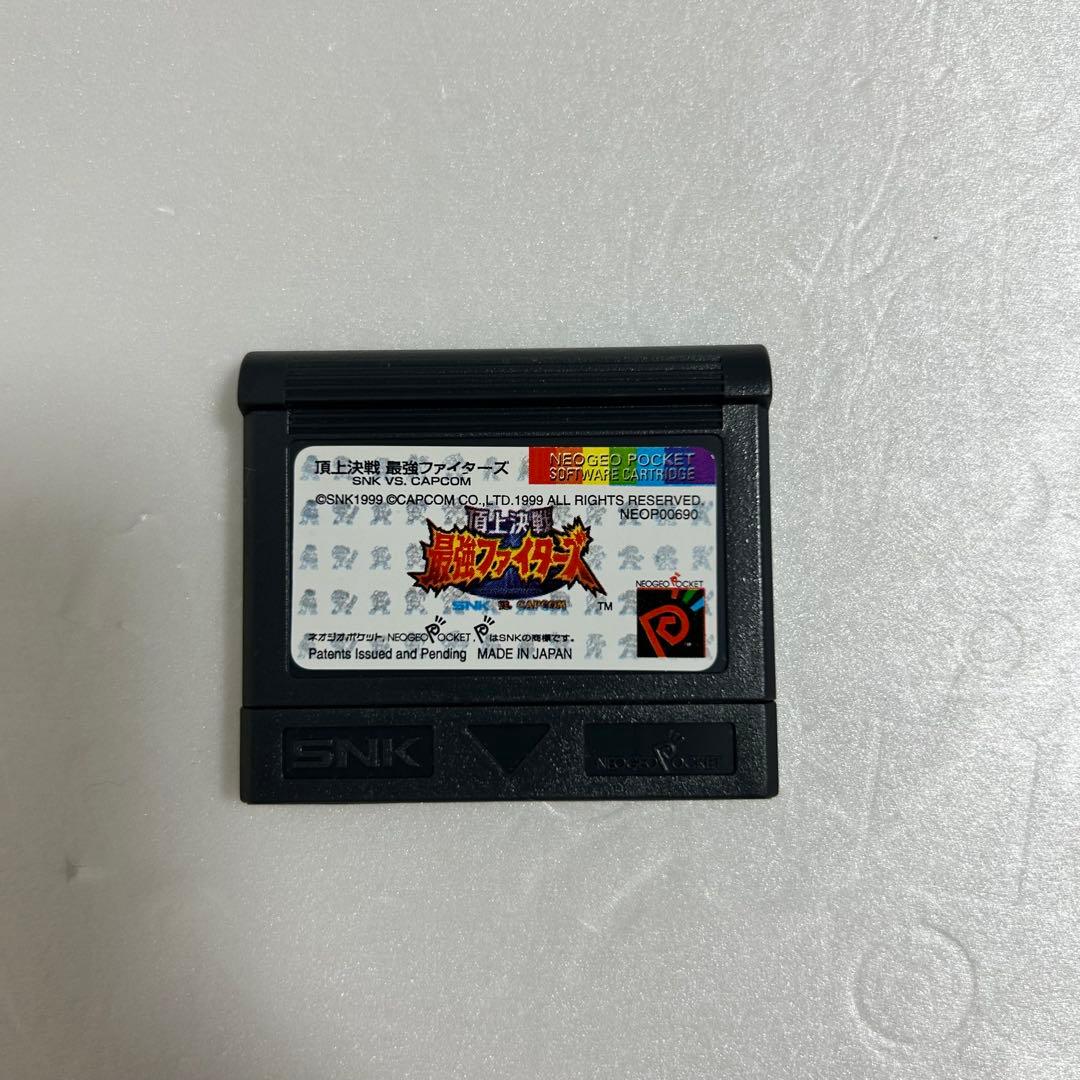 頂上決戦 最強ファイターズ
SNK VS. CAPCOM
NEOGEO POCKET
SOFTWARE CARTRIDGE
©SNK1999 ©CAPCOM CO.,LTD.1999 ALL RIGHTS RESERVED.
NEOP00690
頂上決戦
最強ファイターズ
SNK VS. CAPCOM
TM
NEOGEO POCKET
ネオジオポケット, NEOGEO POCKET, P はSNKの商標です。
Patents Issued and Pending MADE IN JAPAN
SNK
NEOGEO POCKET